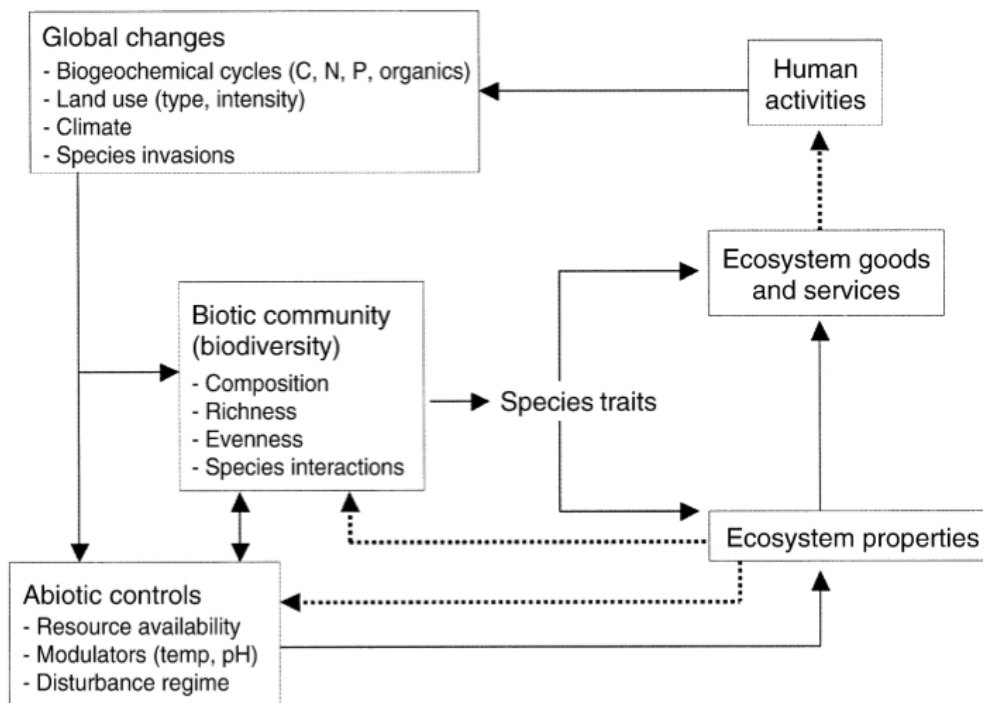 Global changes
- Biogeochemical cycles (C, N, P, organics)
- Land use (type, intensity)
- Climate
- Species invasions
Human
activities
Ecosystem goods
and services
Biotic community
(biodiversity)
- Composition
- Richness
- Evenness
- Species interactions
Species traits
Ecosystem properties
Abiotic controls
- Resource availability
- Modulators (temp, pH)
- Disturbance regime